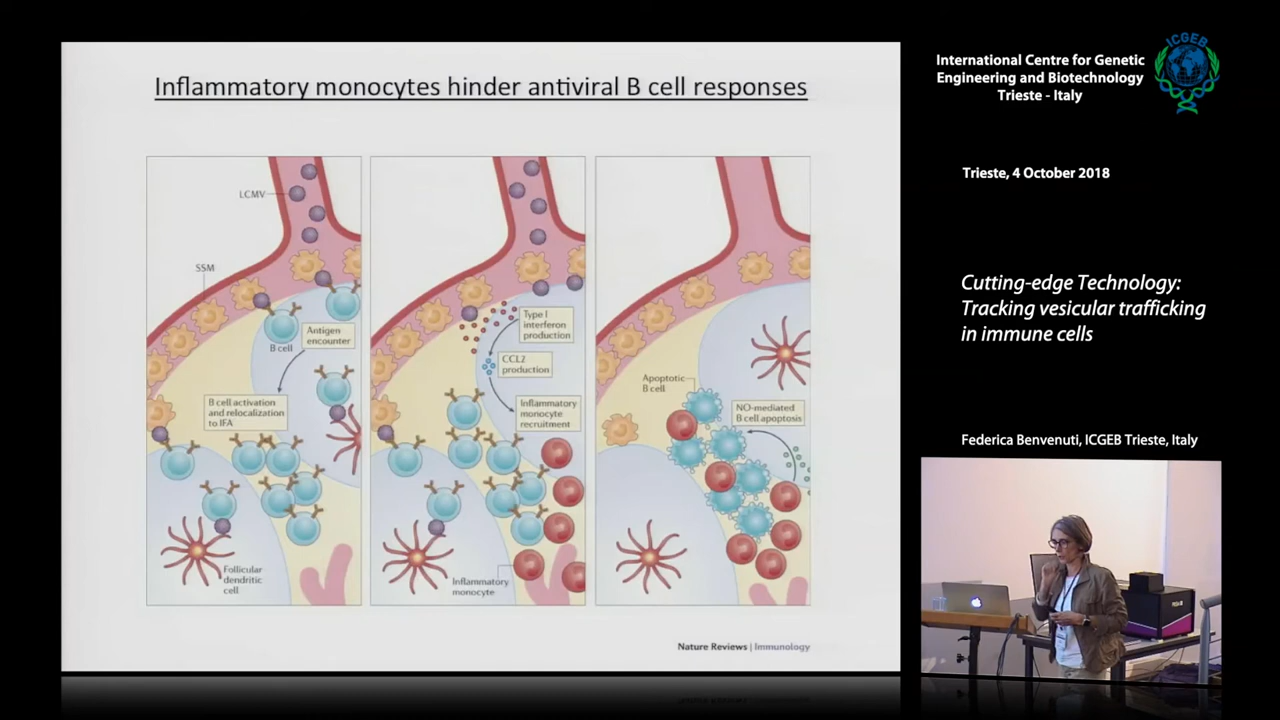 Inflammatory monocytes hinder antiviral B cell responses
LCMV
SSM
B cell
Antigen
encounter
B cell activation
and relocalization
to IFA
Follicular
dendritic
cell
Type I
interferon
production
CCL2
production
Inflammatory
monocyte
recruitment
Inflammatory
monocyte
Apoptotic
B cell
NO-mediated
B cell apoptosis
Nature Reviews | Immunology
International Centre for Genetic
Engineering and Biotechnology
Trieste - Italy
ICGEB
Trieste, 4 October 2018
Cutting-edge Technology:
Tracking vesicular trafficking
in immune cells
Federica Benvenuti, ICGEB Trieste, Italy